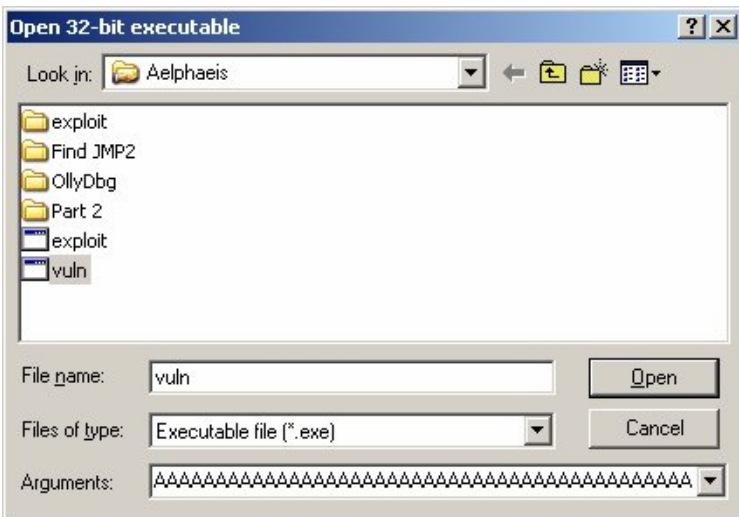 Open 32-bit executable
Look in: Aelphaeis
exploit
Find JMP2
OllyDbg
Part 2
exploit
vuln
File name: vuln Open
Files of type: Executable file (*.exe) Cancel
Arguments: AAAAAAAAAAAAAAAAAAAAAAAAAAAAAAAAAAAAAAAAAAAA